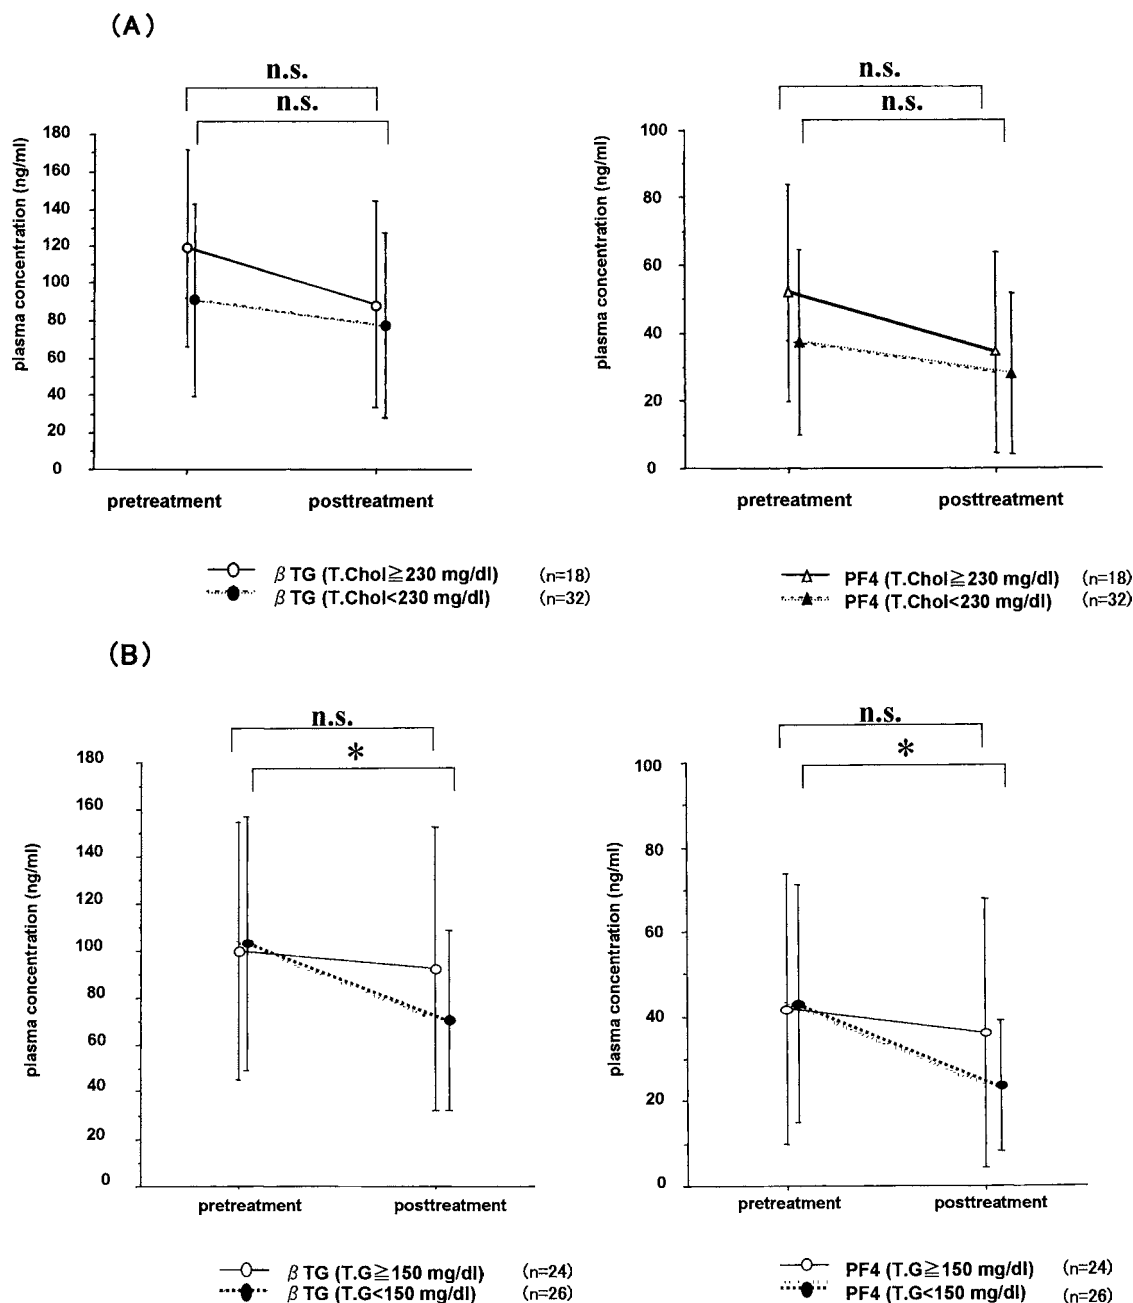 (A)
n.s.
n.s.
n.s.
n.s.
plasma concentration (ng/ml)
180
160
140
120
100
80
60
40
20
0
pretreatment posttreatment
plasma concentration (ng/ml)
100
80
60
40
20
0
pretreatment posttreatment
β TG (T.Chol≧230 mg/dl) (n=18)
β TG (T.Chol<230 mg/dl) (n=32)
PF4 (T.Chol≧230 mg/dl) (n=18)
PF4 (T.Chol<230 mg/dl) (n=32)
(B)
n.s.
*
n.s.
*
plasma concentration (ng/ml)
180
160
140
120
100
80
60
40
20
0
pretreatment posttreatment
plasma concentration (ng/ml)
100
80
60
40
20
0
pretreatment posttreatment
β TG (T.G≧150 mg/dl) (n=24)
β TG (T.G<150 mg/dl) (n=26)
PF4 (T.G≧150 mg/dl) (n=24)
PF4 (T.G<150 mg/dl) (n=26)